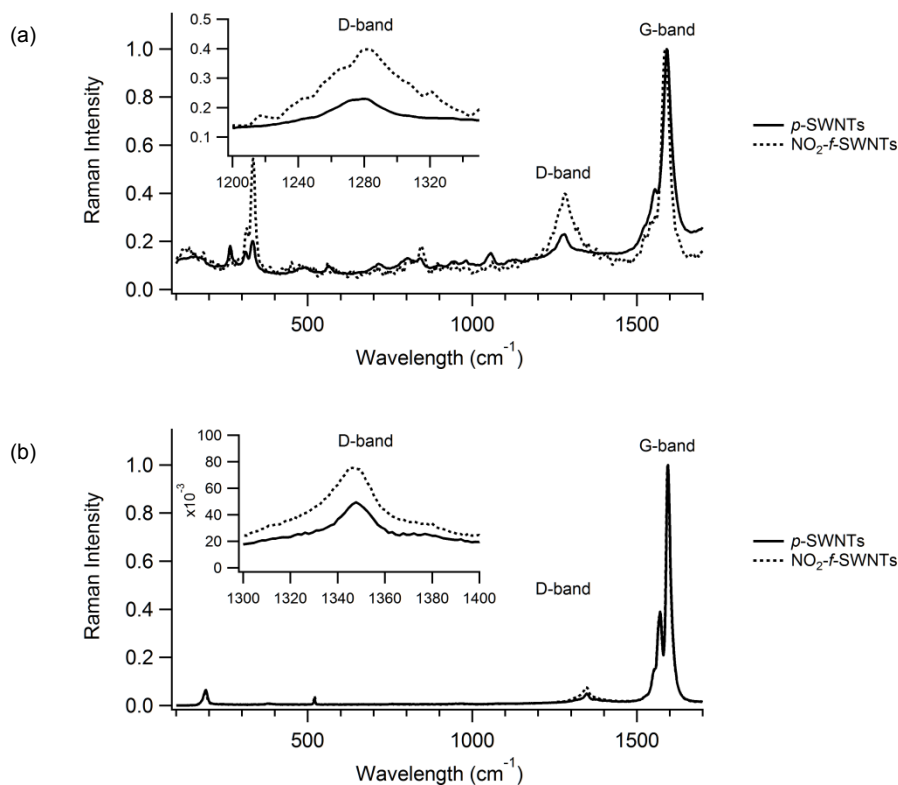 (a)
D-band
0.5
0.4
0.3
0.2
0.1
1200 1240 1280 1320
G-band
D-band
Raman Intensity
1.0
0.8
0.6
0.4
0.2
0.0
500 1000 1500
Wavelength (cm⁻¹)
p-SWNTs
NO₂-f-SWNTs
(b)
D-band
100
80
60
40
20
0
x10⁻³
1300 1320 1340 1360 1380 1400
G-band
D-band
Raman Intensity
1.0
0.8
0.6
0.4
0.2
0.0
500 1000 1500
Wavelength (cm⁻¹)
p-SWNTs
NO₂-f-SWNTs